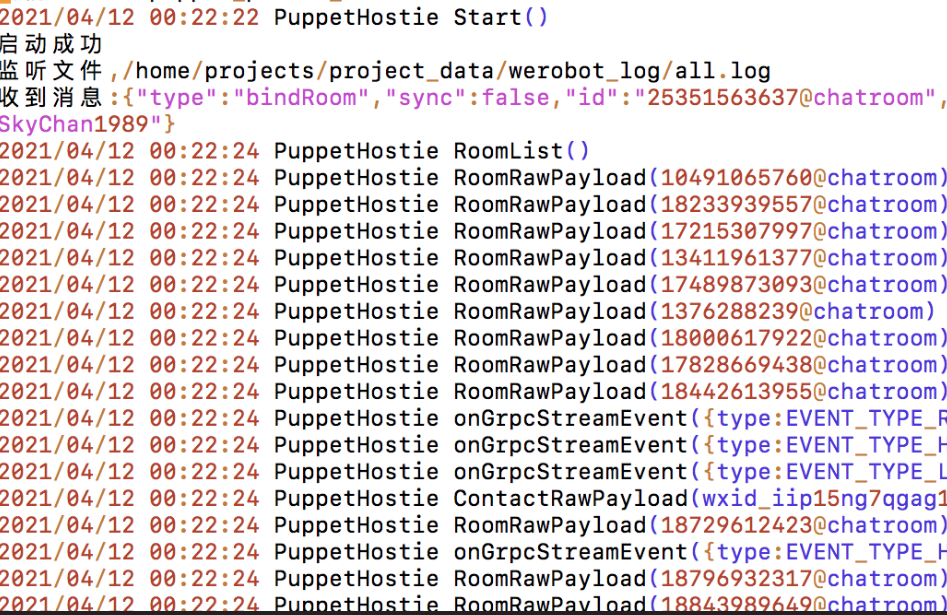 2021/04/12 00:22:22 PuppetHostie Start()
启动成功
监听文件,/home/projects/project_data/werobot_log/all.log
收到消息:{"type":"bindRoom","sync":false,"id":"25351563637@chatroom",
SkyChan1989"}
2021/04/12 00:22:24 PuppetHostie RoomList()
2021/04/12 00:22:24 PuppetHostie RoomRawPayload(10491065760@chatroom)
2021/04/12 00:22:24 PuppetHostie RoomRawPayload(18233939557@chatroom)
2021/04/12 00:22:24 PuppetHostie RoomRawPayload(17215307997@chatroom)
2021/04/12 00:22:24 PuppetHostie RoomRawPayload(13411961377@chatroom)
2021/04/12 00:22:24 PuppetHostie RoomRawPayload(17489873093@chatroom)
2021/04/12 00:22:24 PuppetHostie RoomRawPayload(1376288239@chatroom)
2021/04/12 00:22:24 PuppetHostie RoomRawPayload(18000617922@chatroom)
2021/04/12 00:22:24 PuppetHostie RoomRawPayload(17828669438@chatroom)
2021/04/12 00:22:24 PuppetHostie RoomRawPayload(18442613955@chatroom)
2021/04/12 00:22:24 PuppetHostie onGrpcStreamEvent({type:EVENT_TYPE_R
2021/04/12 00:22:24 PuppetHostie onGrpcStreamEvent({type:EVENT_TYPE_H
2021/04/12 00:22:24 PuppetHostie onGrpcStreamEvent({type:EVENT_TYPE_L
2021/04/12 00:22:24 PuppetHostie ContactRawPayload(wxid_iip15ng7qgag1
2021/04/12 00:22:24 PuppetHostie RoomRawPayload(18729612423@chatroom)
2021/04/12 00:22:24 PuppetHostie onGrpcStreamEvent({type:EVENT_TYPE_H
2021/04/12 00:22:24 PuppetHostie RoomRawPayload(18796932317@chatroom)
2021/04/12 00:22:24 PuppetHostie RoomRawPayload(18843989649@chatroom)